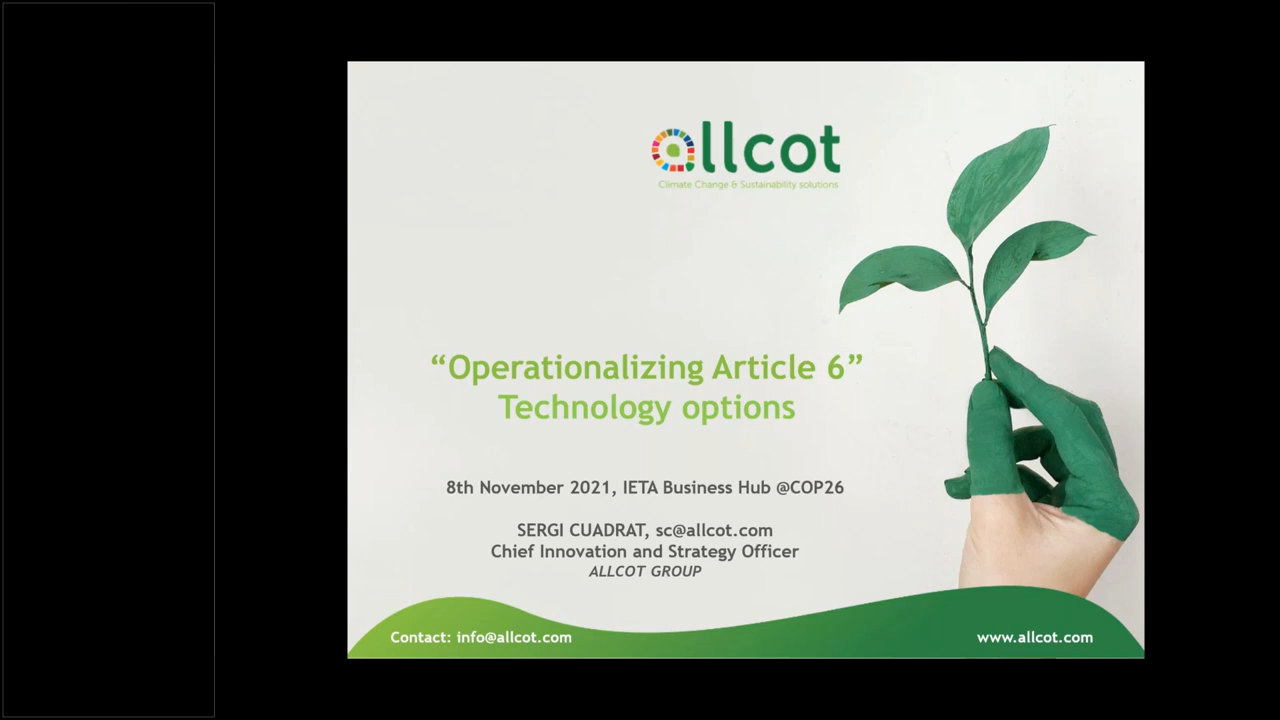 allcot
Climate Change & Sustainability solutions
“Operationalizing Article 6”
Technology options
8th November 2021, IETA Business Hub @COP26
SERGI CUADRAT, sc@allcot.com
Chief Innovation and Strategy Officer
ALLCOT GROUP
Contact: info@allcot.com
www.allcot.com